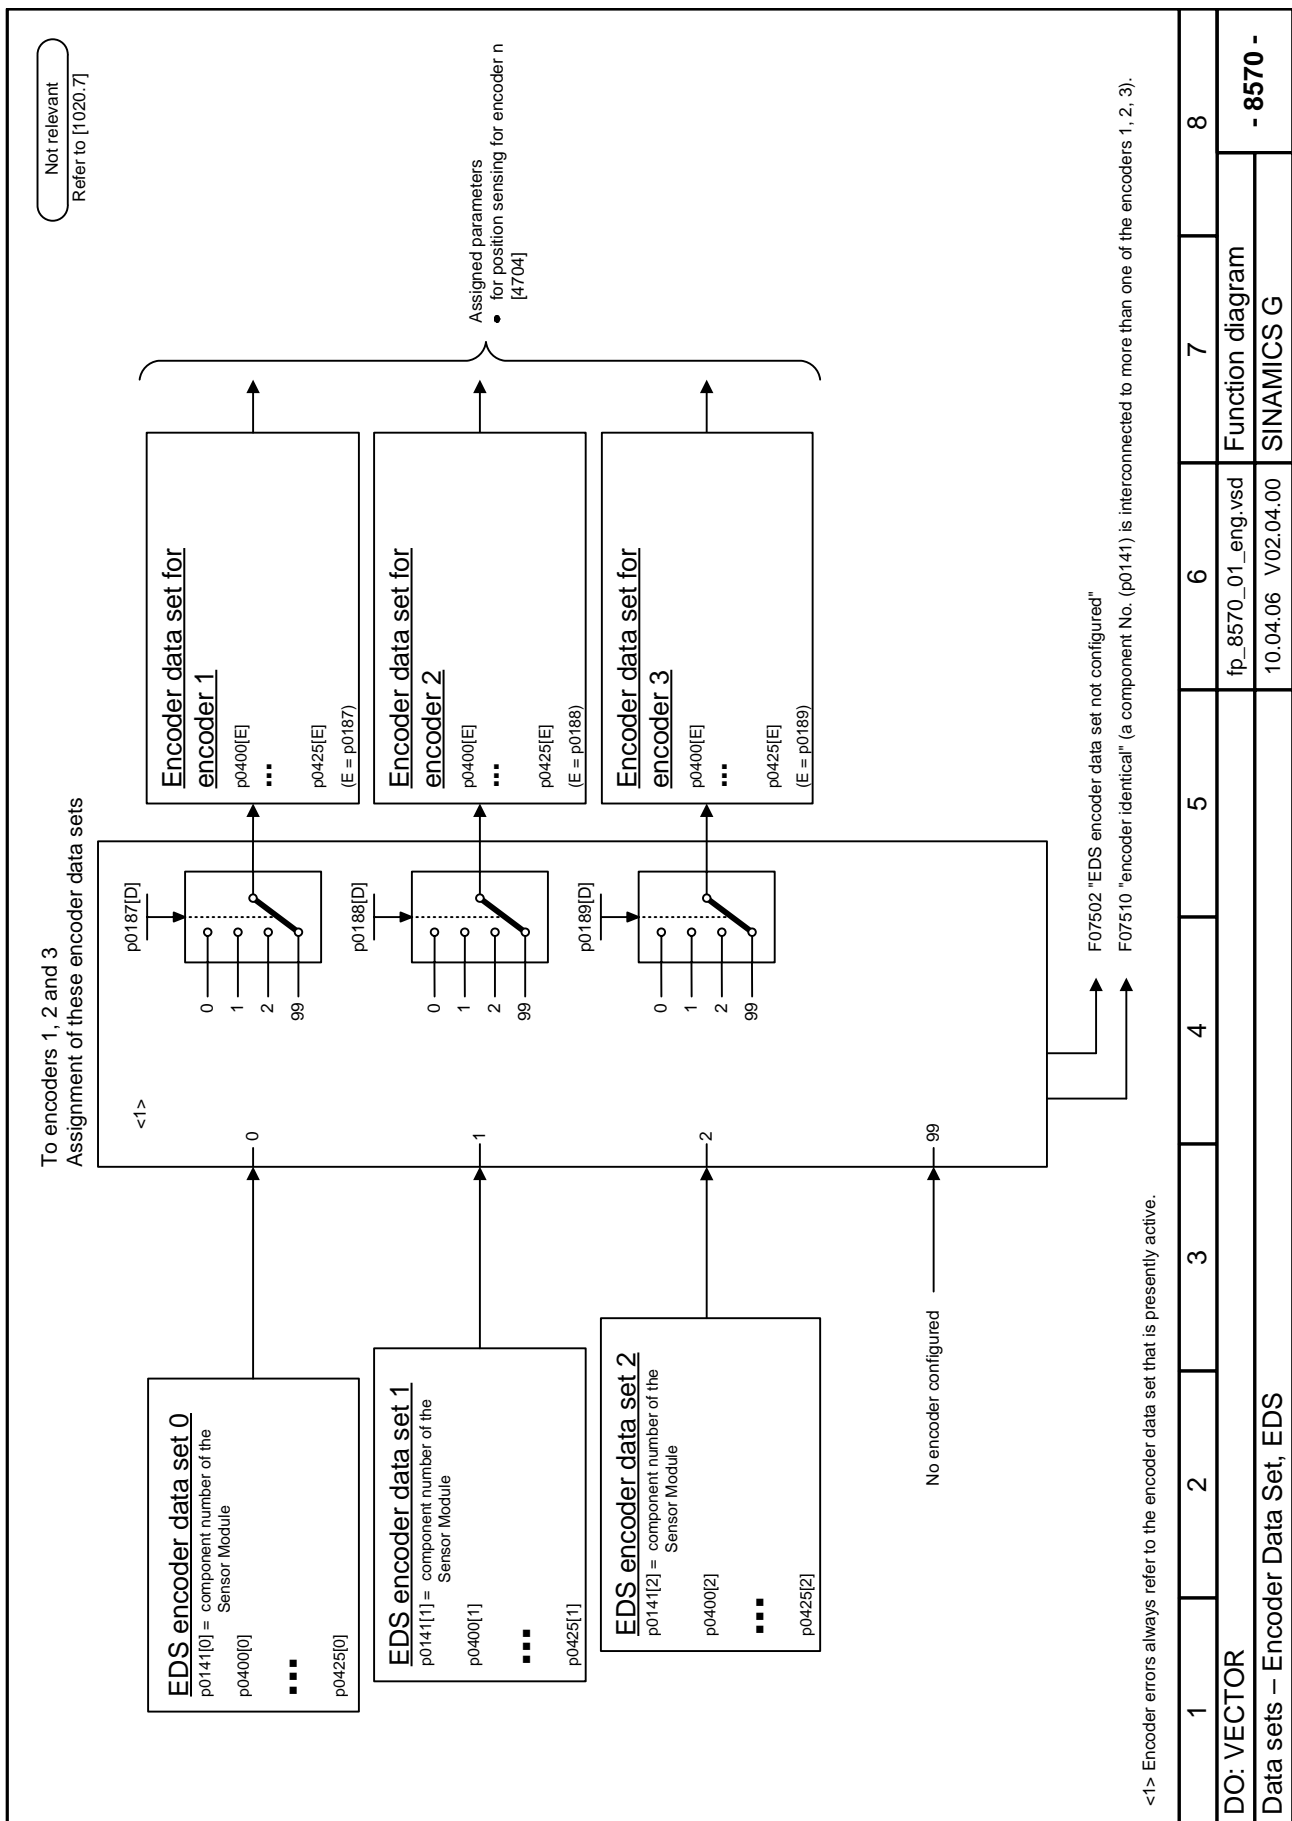 Not relevant
Refer to [1020.7]
To encoders 1, 2 and 3
Assignment of these encoder data sets
<1>
EDS encoder data set 0
p0141[0] = component number of the
Sensor Module
p0400[0]
...
p0425[0]
0
p0187[D]
0
1
2
99
Encoder data set for
encoder 1
p0400[E]
...
p0425[E]
(E = p0187)
EDS encoder data set 1
p0141[1] = component number of the
Sensor Module
p0400[1]
...
p0425[1]
1
p0188[D]
0
1
2
99
Encoder data set for
encoder 2
p0400[E]
...
p0425[E]
(E = p0188)
Assigned parameters
• for position sensing for encoder n
[4704]
EDS encoder data set 2
p0141[2] = component number of the
Sensor Module
p0400[2]
...
p0425[2]
2
p0189[D]
0
1
2
99
Encoder data set for
encoder 3
p0400[E]
...
p0425[E]
(E = p0189)
No encoder configured
99
F07502 "EDS encoder data set not configured"
F07510 "encoder identical" (a component No. (p0141) is interconnected to more than one of the encoders 1, 2, 3).
<1> Encoder errors always refer to the encoder data set that is presently active.
1 2 3 4 5 6 7 8
DO: VECTOR
fp_8570_01_eng.vsd
Function diagram
- 8570 -
Data sets – Encoder Data Set, EDS
10.04.06 V02.04.00
SINAMICS G